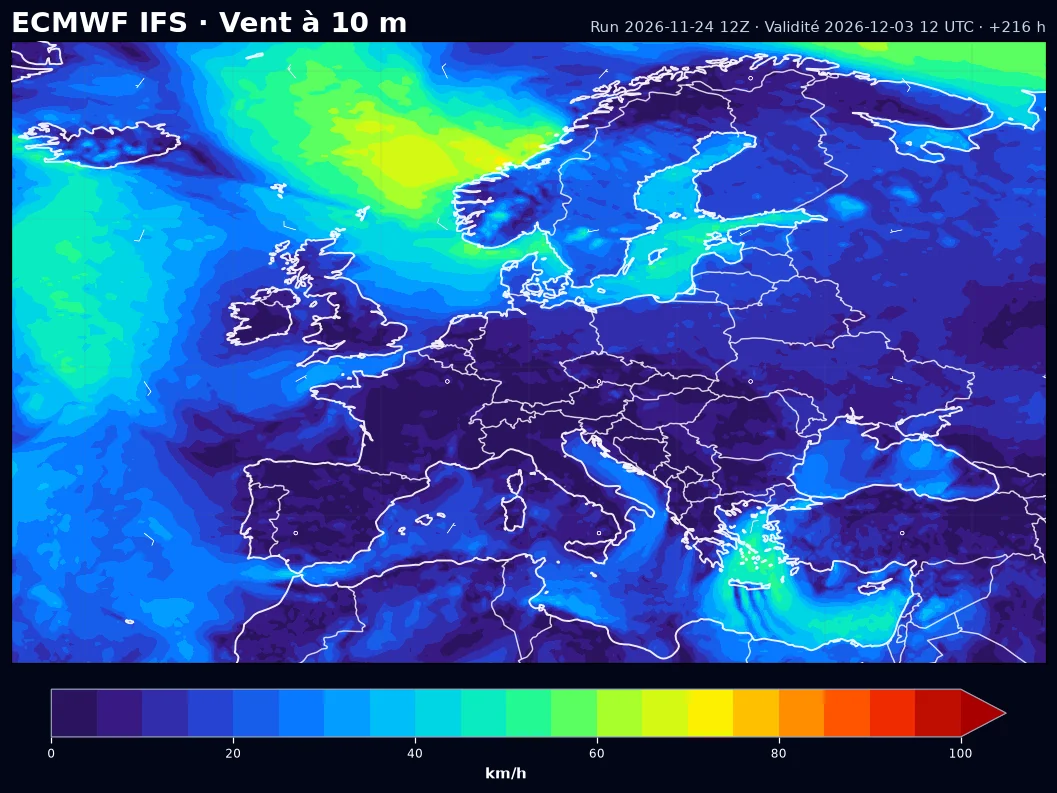 ECMWF IFS · Vent à 10 m
Run 2026-11-24 12Z · Validité 2026-12-03 12 UTC · +216 h
0 20 40 60 80 100
km/h